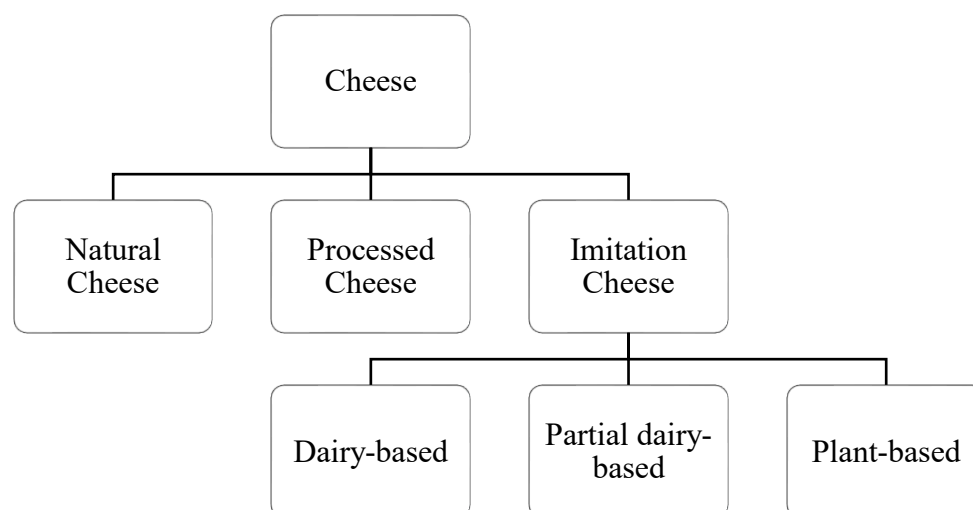 Cheese
Natural
Cheese
Processed
Cheese
Imitation
Cheese
Dairy-based
Partial dairy-
based
Plant-based